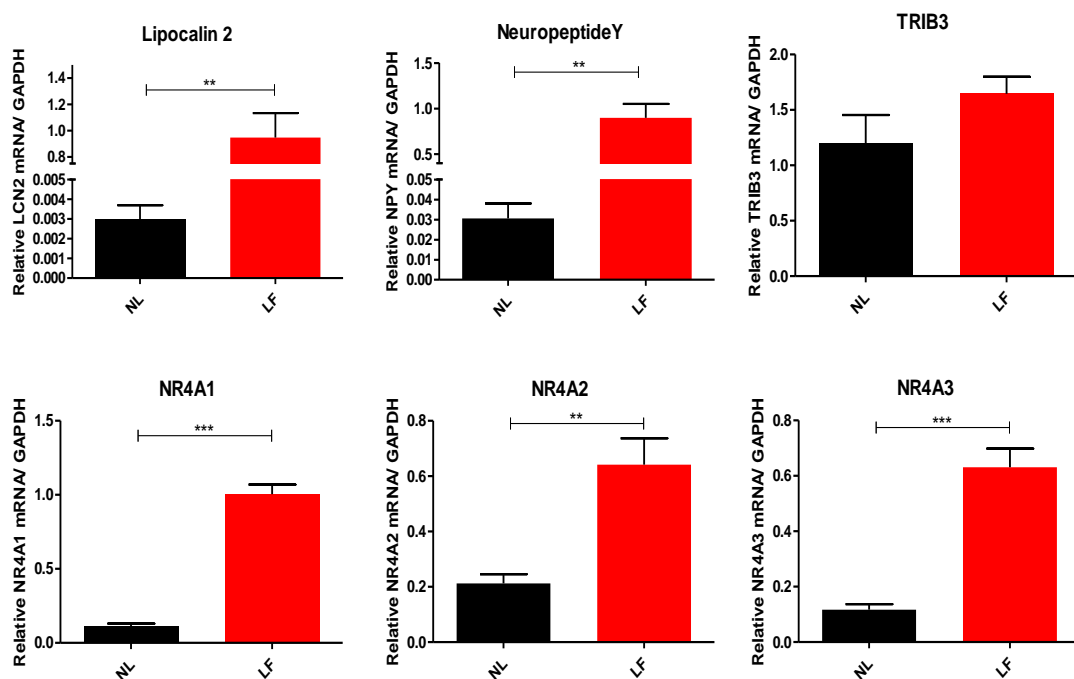 Lipocalin 2
Relative LCN2 mRNA/ GAPDH
1.4
1.2
1.0
0.8
0.005
0.004
0.003
0.002
0.001
0.000
**
NL
LF
NeuropeptideY
Relative NPY mRNA/ GAPDH
1.5
1.0
0.5
0.05
0.04
0.03
0.02
0.01
0.00
**
NL
LF
TRIB3
Relative TRIB3 mRNA/ GAPDH
2.0
1.5
1.0
0.5
0.0
NL
LF
NR4A1
Relative NR4A1 mRNA/ GAPDH
1.5
1.0
0.5
0.0
***
NL
LF
NR4A2
Relative NR4A2 mRNA/ GAPDH
0.8
0.6
0.4
0.2
0.0
**
NL
LF
NR4A3
Relative NR4A3 mRNA/ GAPDH
0.8
0.6
0.4
0.2
0.0
***
NL
LF